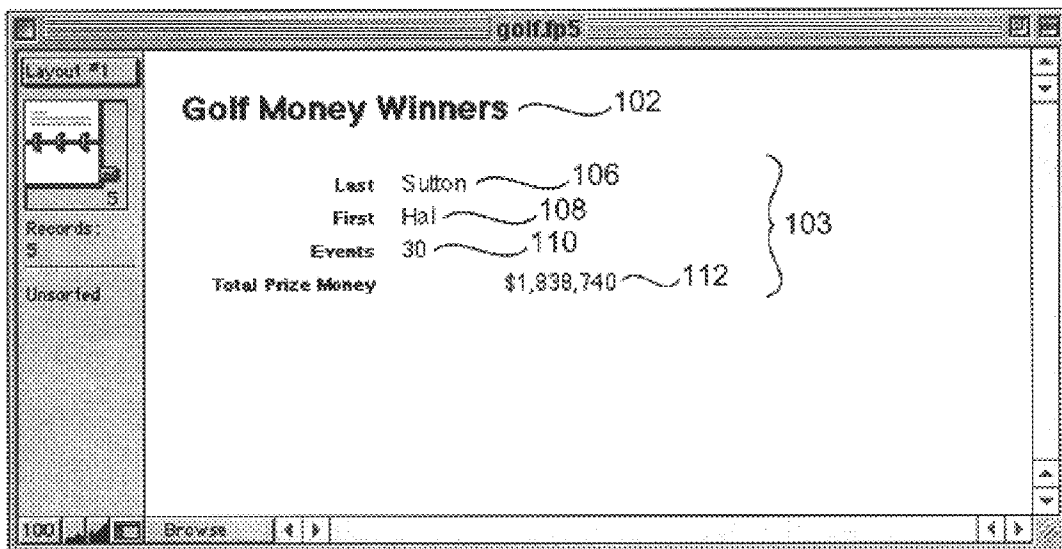 golf.fp5
Layout #1
5
Records:
5
Unsorted
Golf Money Winners 102
Last Sutton 106
First Hal 108
Events 30 110
Total Prize Money $1,838,740 112
103
100 Browse